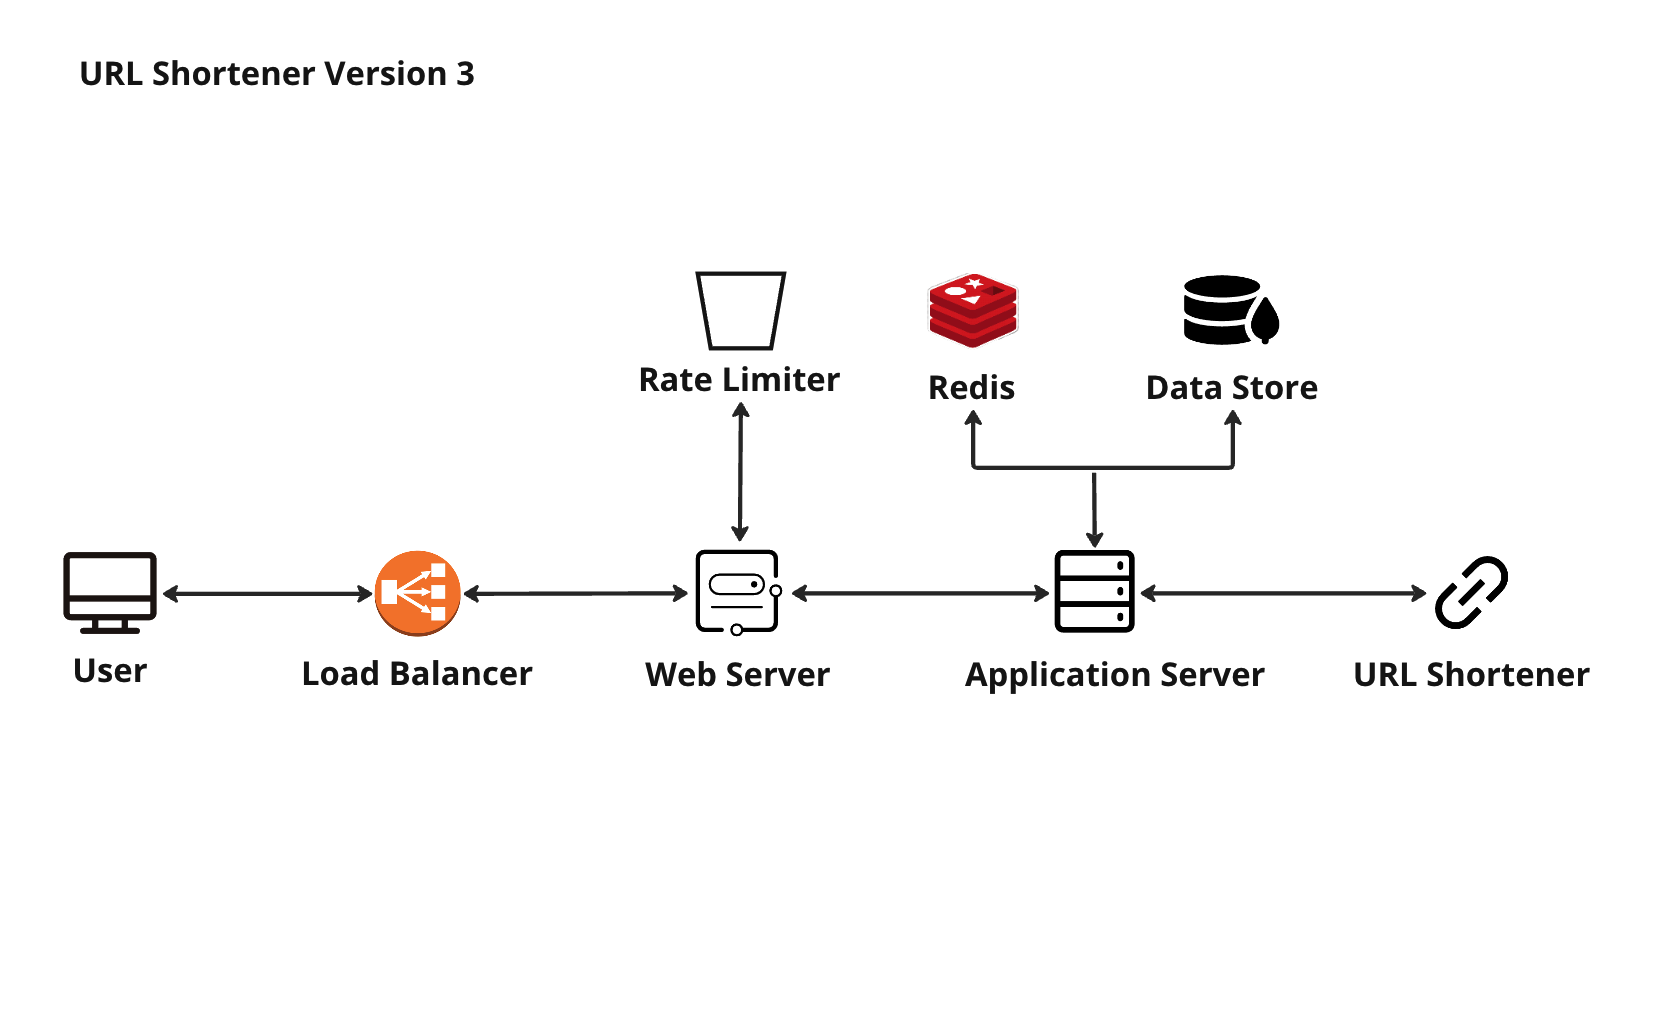 URL Shortener Version 3
Rate Limiter
Redis
Data Store
User
Load Balancer
Web Server
Application Server
URL Shortener